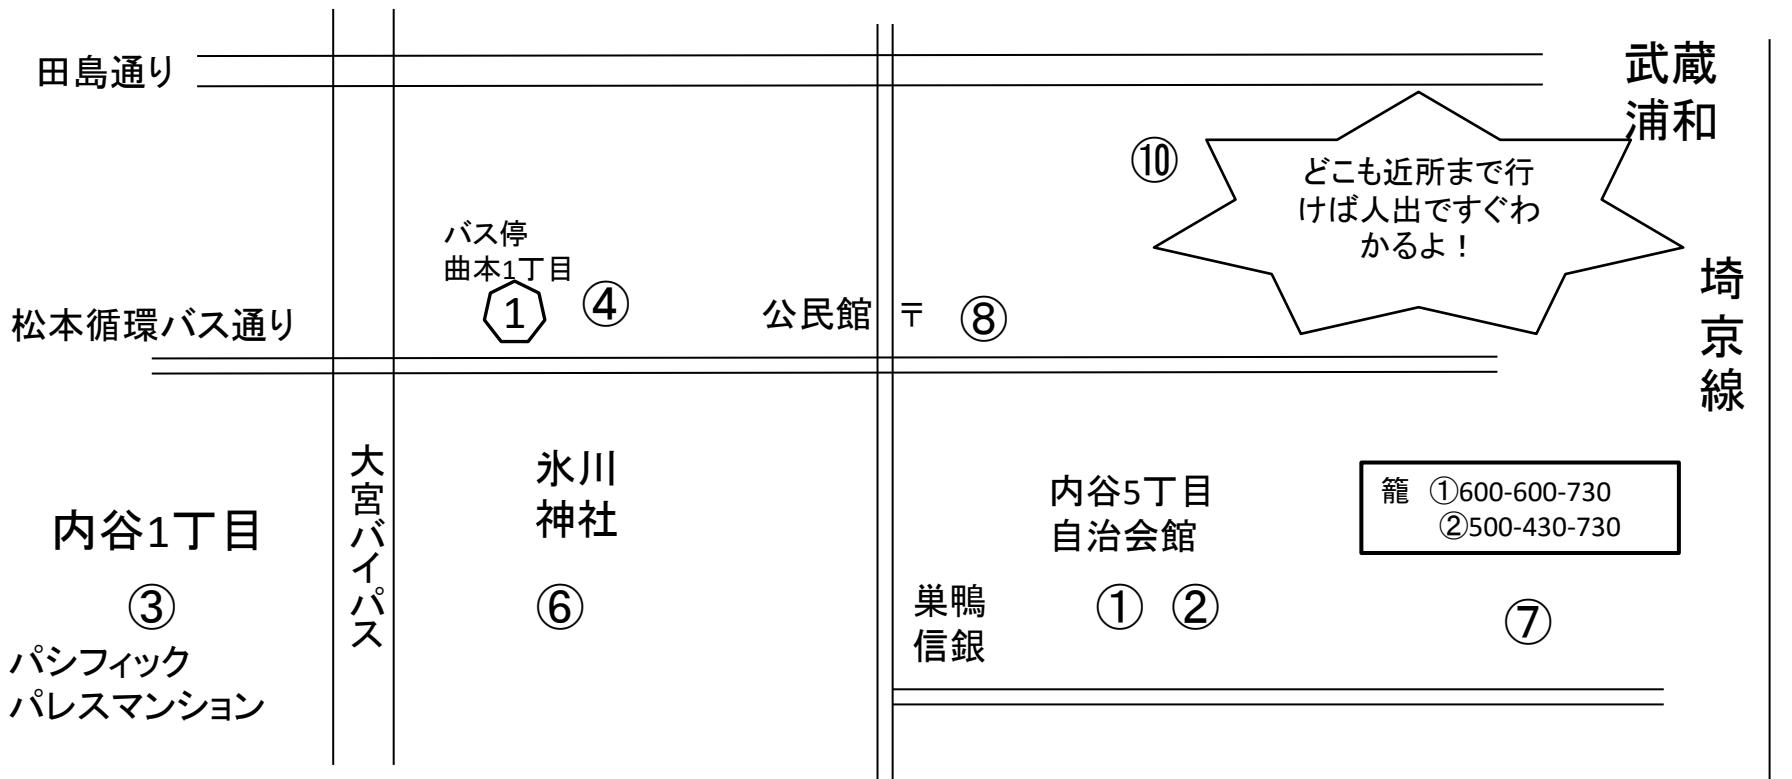 田島通り
武蔵
浦和
⑩
どこも近所まで行
けば人出ですぐわ
かるよ！
バス停
曲本1丁目
1
④
松本循環バス通り
公民館
〒
⑧
埼京線
大宮バイパス
氷川
神社
内谷5丁目
自治会館
籠 ①600-600-730
②500-430-730
内谷1丁目
③
⑥
巣鴨
信銀
① ②
⑦
パシフィック
パレスマンション